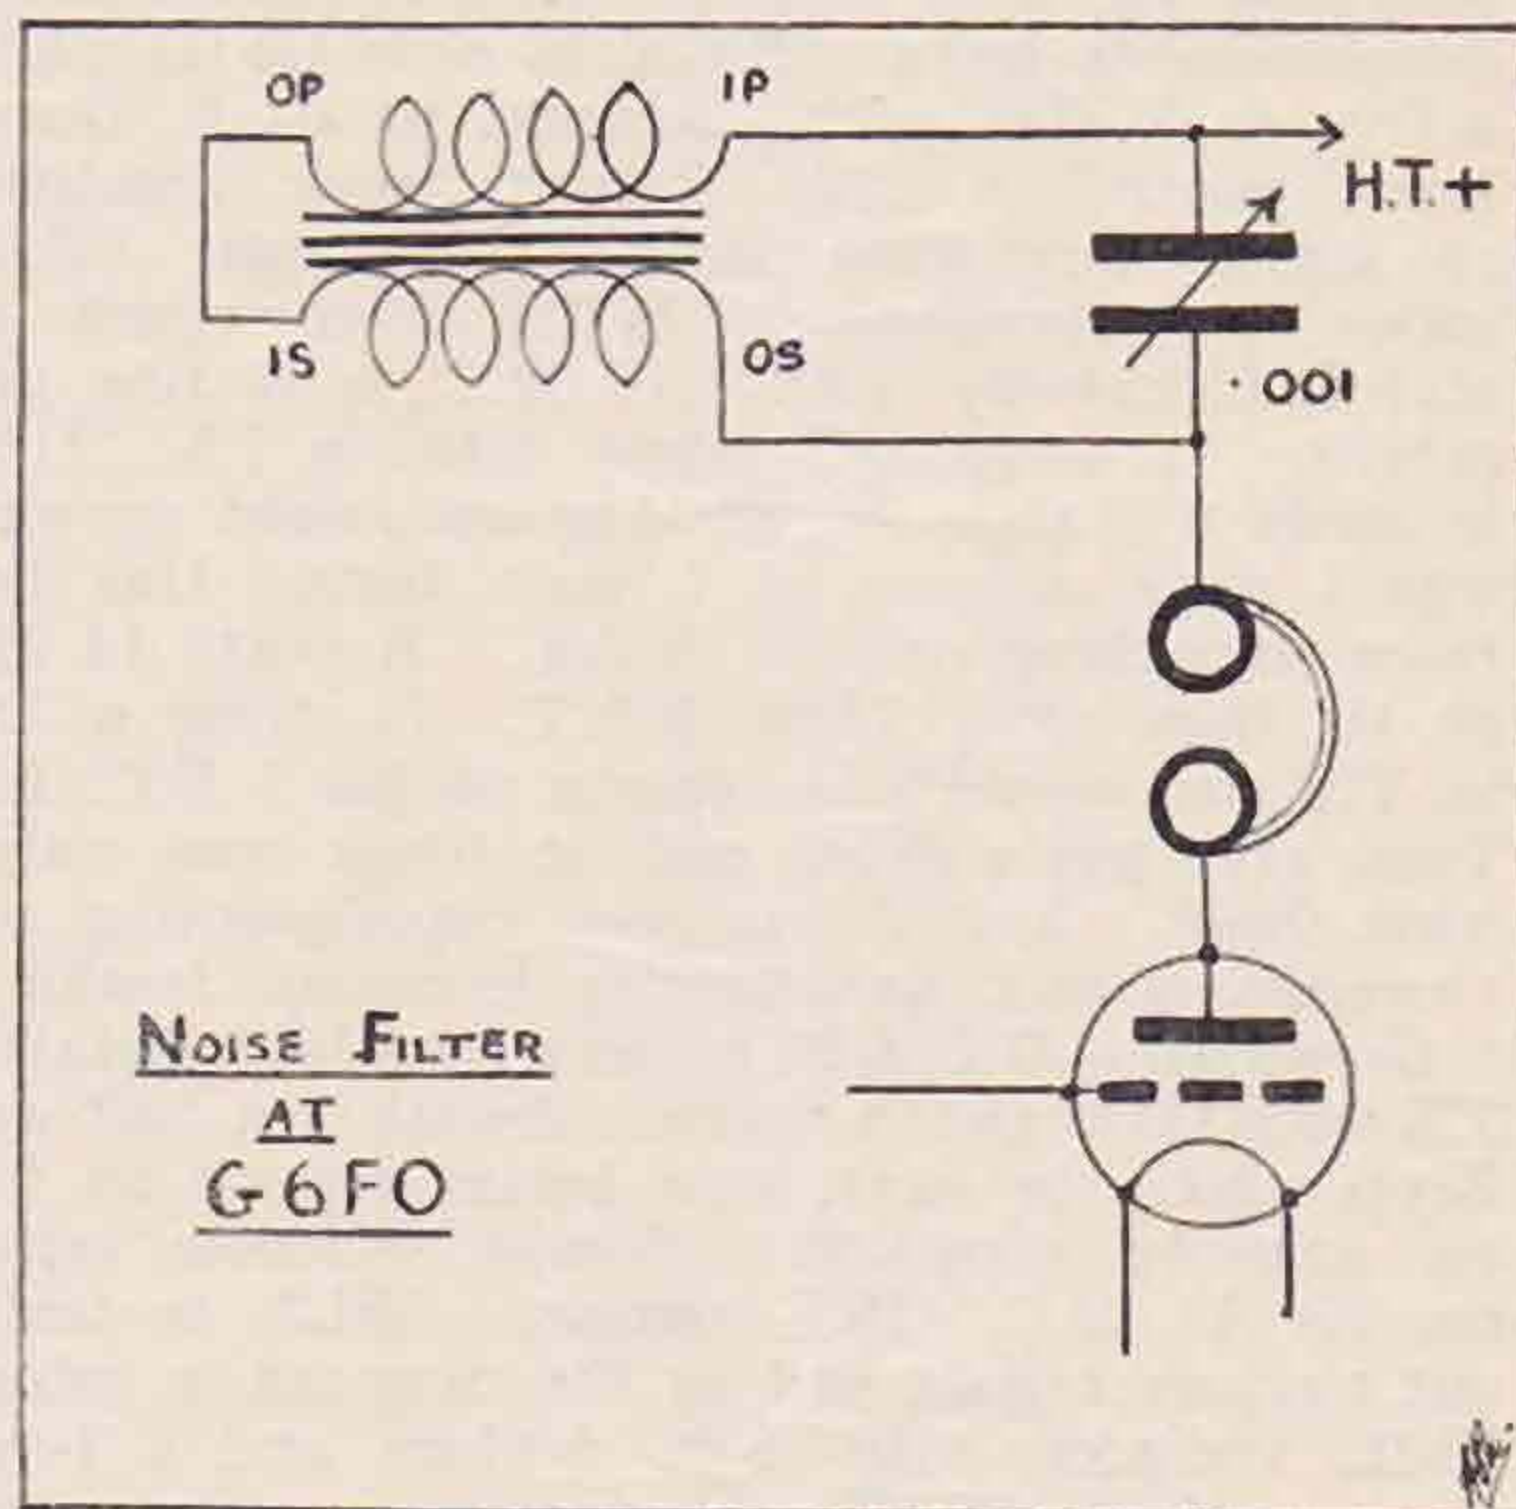 OP
IP
H.T.+
IS
OS
.001
NOISE FILTER
AT
G6FO